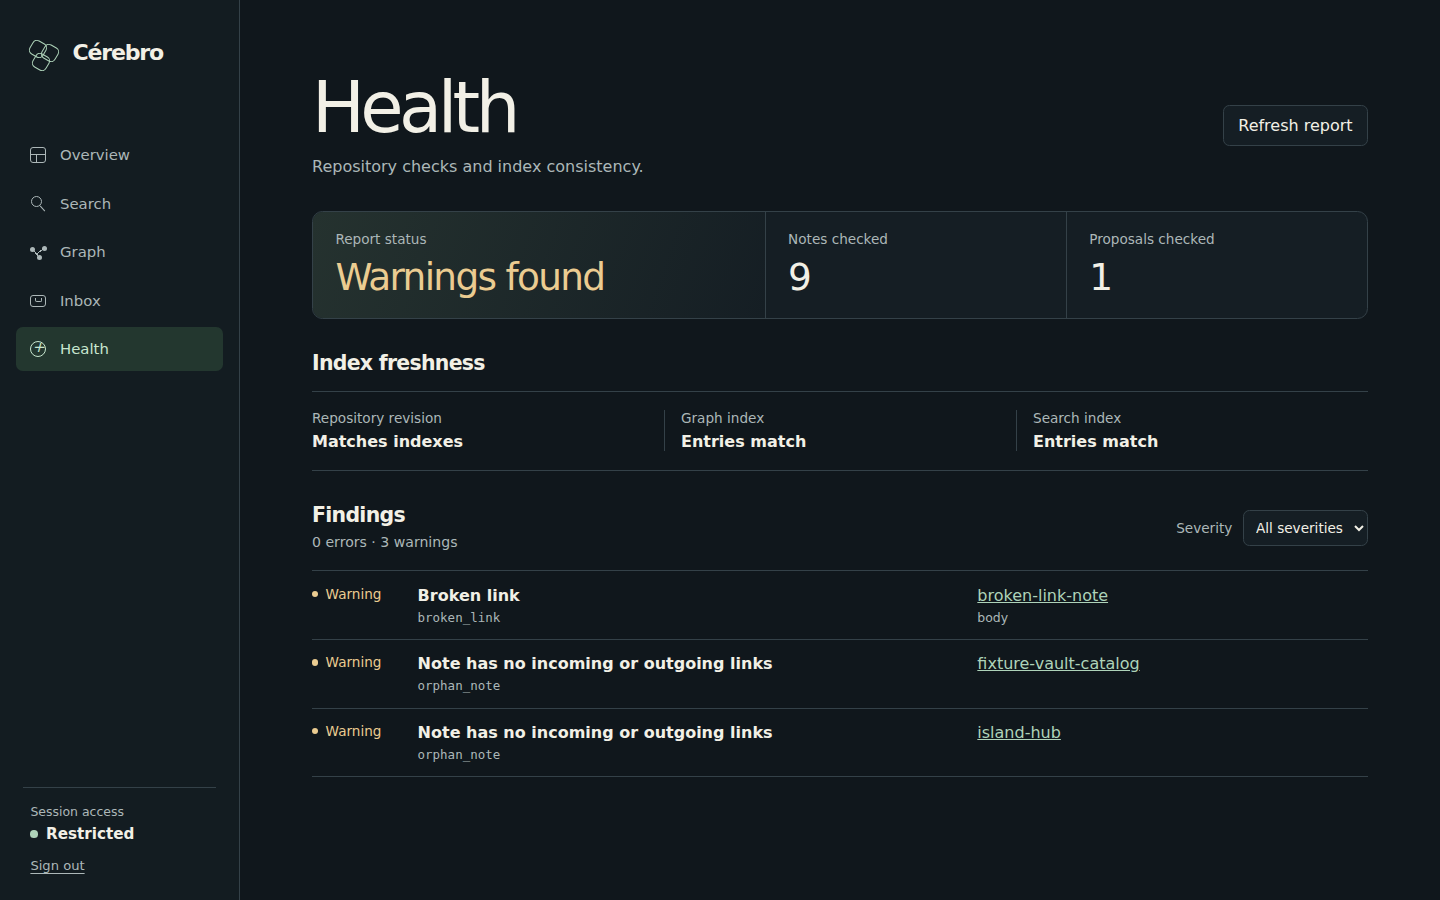 Cérebro
Overview
Search
Graph
Inbox
Health
Session access
Restricted
Sign out
Health
Repository checks and index consistency.
Refresh report
Report status
Warnings found
Notes checked
9
Proposals checked
1
Index freshness
Repository revision
Matches indexes
Graph index
Entries match
Search index
Entries match
Findings
0 errors · 3 warnings
Severity
All severities
Warning
Broken link
broken_link
broken-link-note
body
Warning
Note has no incoming or outgoing links
orphan_note
fixture-vault-catalog
Warning
Note has no incoming or outgoing links
orphan_note
island-hub